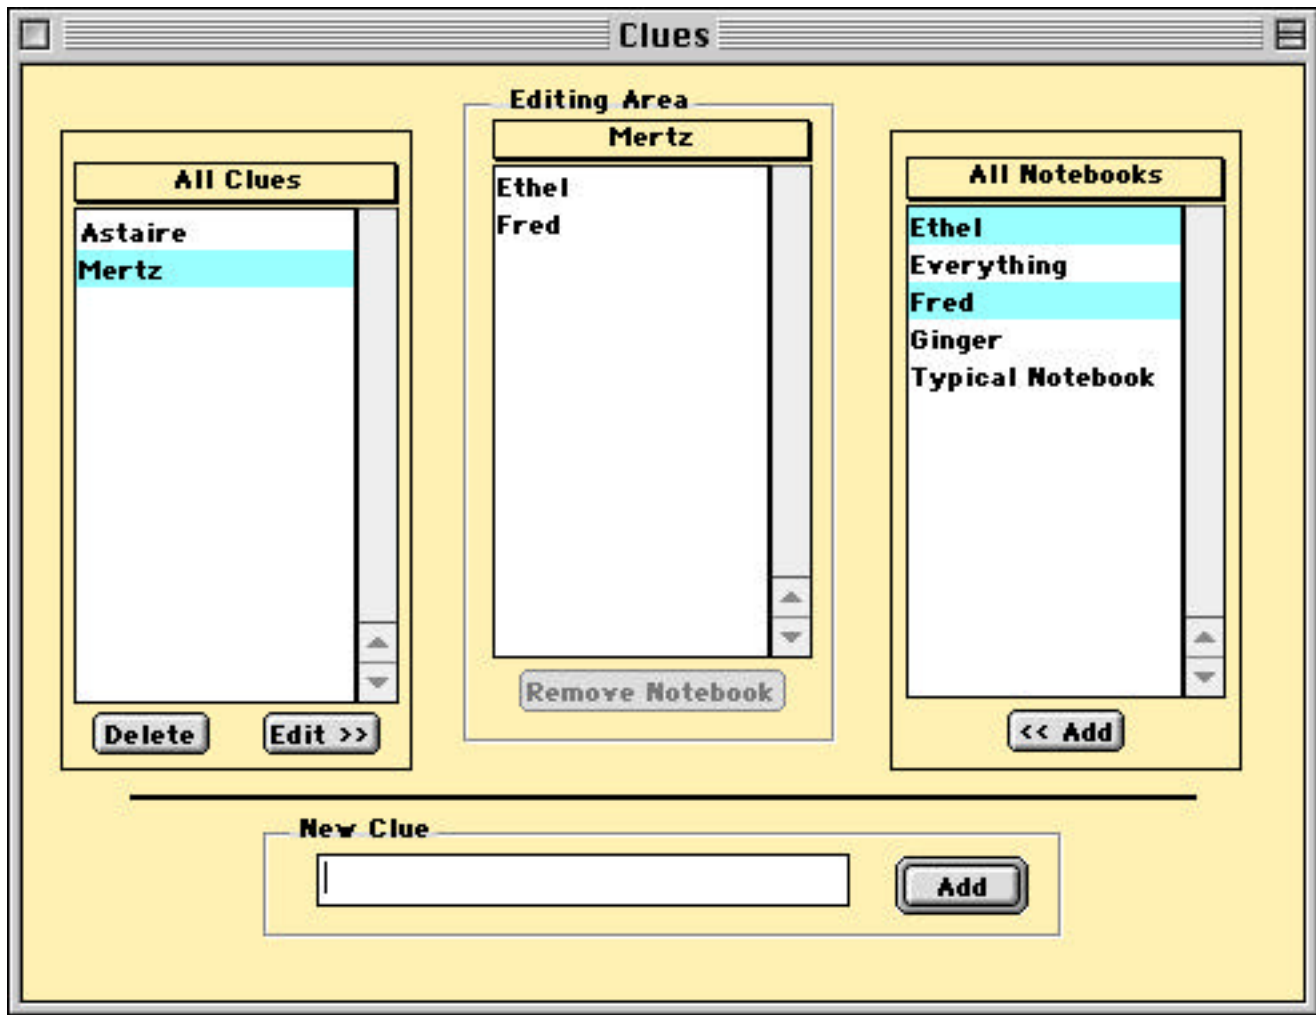 Clues
All Clues
Astaire
Mertz
Delete
Edit >>
Editing Area
Mertz
Ethel
Fred
Remove Notebook
All Notebooks
Ethel
Everything
Fred
Ginger
Typical Notebook
<< Add
New Clue
Add